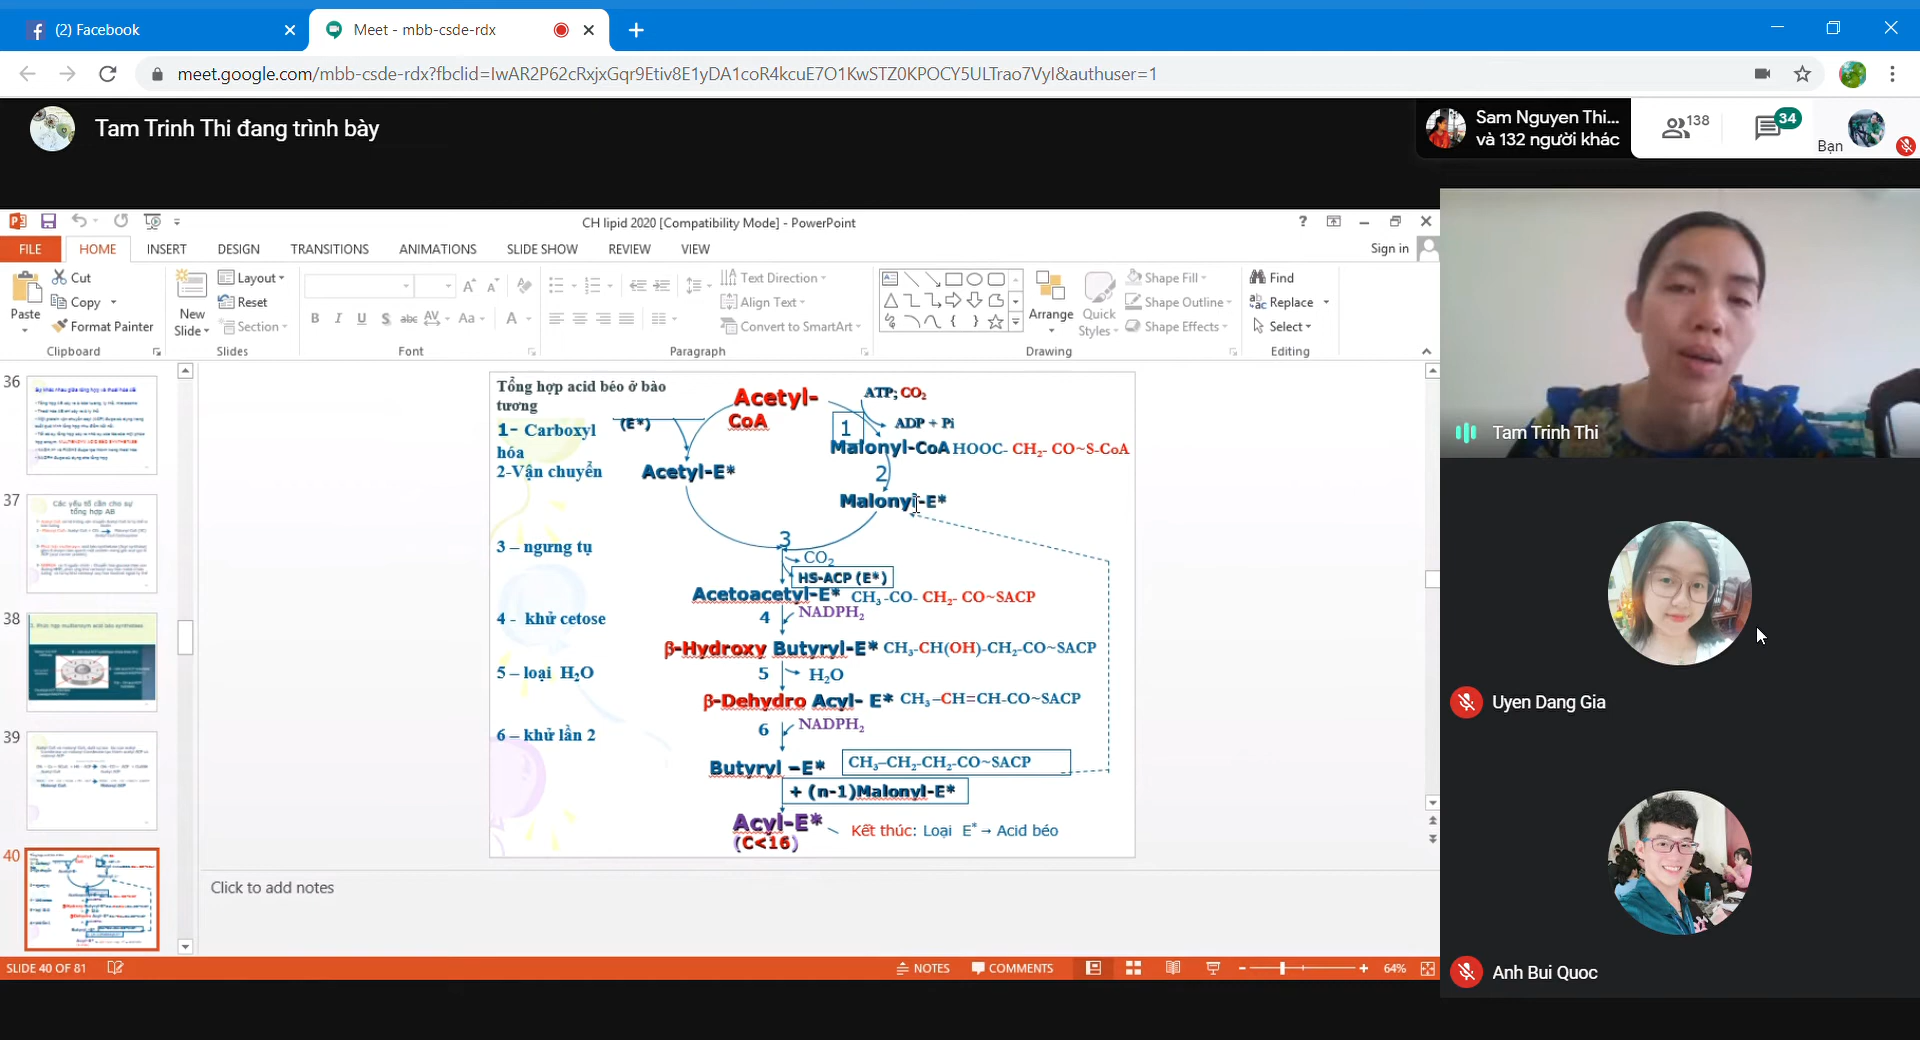 (2) Facebook
Meet - mbb-csde-rdx
meet.google.com/mbb-csde-rdx?fbclid=IwAR2P62cRxjxGqr9Etiv8E1yDA1coR4kcuE7O1KwSTZ0KPOCY5ULTrao7VyI&authuser=1
Tam Trinh Thi đang trình bày
Sam Nguyen Thi...
và 132 người khác
138
34
Bạn
CH lipid 2020 [Compatibility Mode] - PowerPoint
FILE HOME INSERT DESIGN TRANSITIONS ANIMATIONS SLIDE SHOW REVIEW VIEW
Sign in
Paste
Cut
Copy
Format Painter
Clipboard
New
Slide
Layout
Reset
Section
Slides
Font
Text Direction
Align Text
Convert to SmartArt
Paragraph
Arrange
Quick
Styles
Shape Fill
Shape Outline
Shape Effects
Drawing
Find
Replace
Select
Editing
36
37
Các yếu tố cần cho sự
tổng hợp AB
38
39
40
Tổng hợp acid béo ở bào
tương
1- Carboxyl
hóa
2-Vận chuyển
3 – ngưng tụ
4 - khử cetose
5 – loại H₂O
6 – khử lần 2
(E*)
Acetyl-
CoA
ATP; CO₂
1
ADP + Pi
Malonyl-CoA HOOC- CH₂- CO~S-CoA
Acetyl-E*
2
Malonyl-E*
3
CO₂
HS-ACP (E*)
Acetoacetyl-E* CH₃-CO- CH₂- CO~SACP
4 NADPH₂
β-Hydroxy Butyryl-E* CH₃-CH(OH)-CH₂-CO~SACP
5 H₂O
β-Dehydro Acyl- E* CH₃–CH=CH-CO~SACP
6 NADPH₂
Butyryl –E* CH₃–CH₂-CH₂-CO~SACP
+ (n-1)Malonyl-E*
Acyl-E*
(C<16)
Kết thúc: Loại E* → Acid béo
Click to add notes
SLIDE 40 OF 81
NOTES
COMMENTS
64%
Tam Trinh Thi
Uyen Dang Gia
Anh Bui Quoc